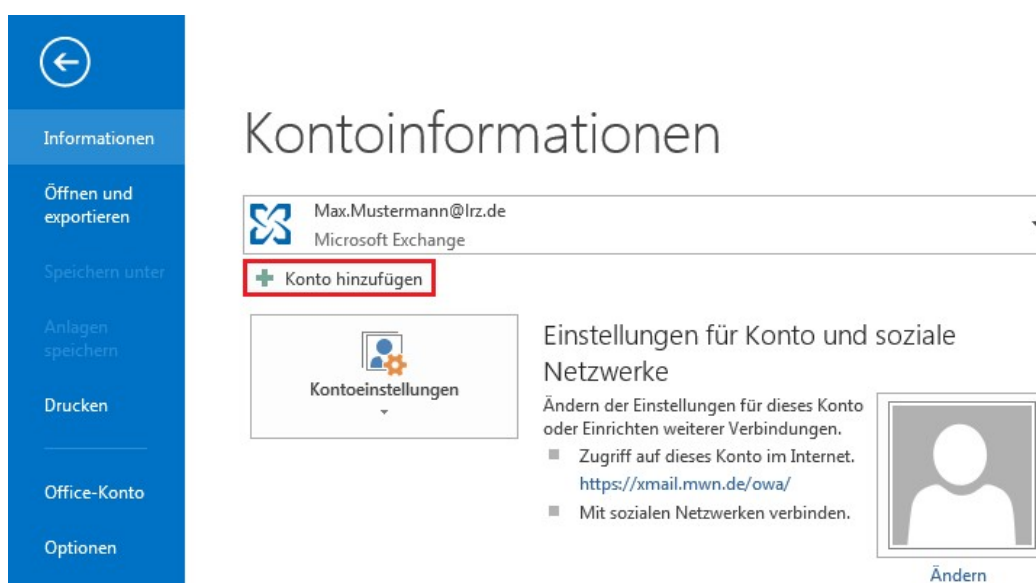 Informationen
Öffnen und
exportieren
Speichern unter
Anlagen
speichern
Drucken
Office-Konto
Optionen
Kontoinformationen
Max.Mustermann@lrz.de
Microsoft Exchange
Konto hinzufügen
Kontoeinstellungen
Einstellungen für Konto und soziale
Netzwerke
Ändern der Einstellungen für dieses Konto
oder Einrichten weiterer Verbindungen.
Zugriff auf dieses Konto im Internet.
https://xmail.mwn.de/owa/
Mit sozialen Netzwerken verbinden.
Ändern